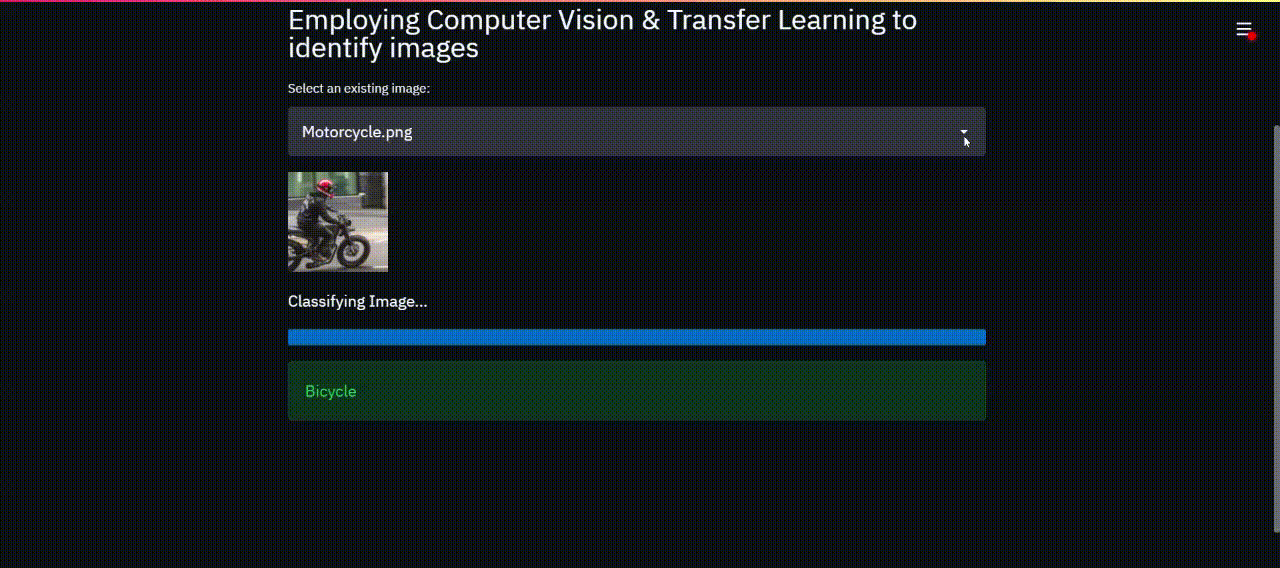 Employing Computer Vision & Transfer Learning to
identify images
Select an existing image:
Motorcycle.png
Classifying Image...
Bicycle